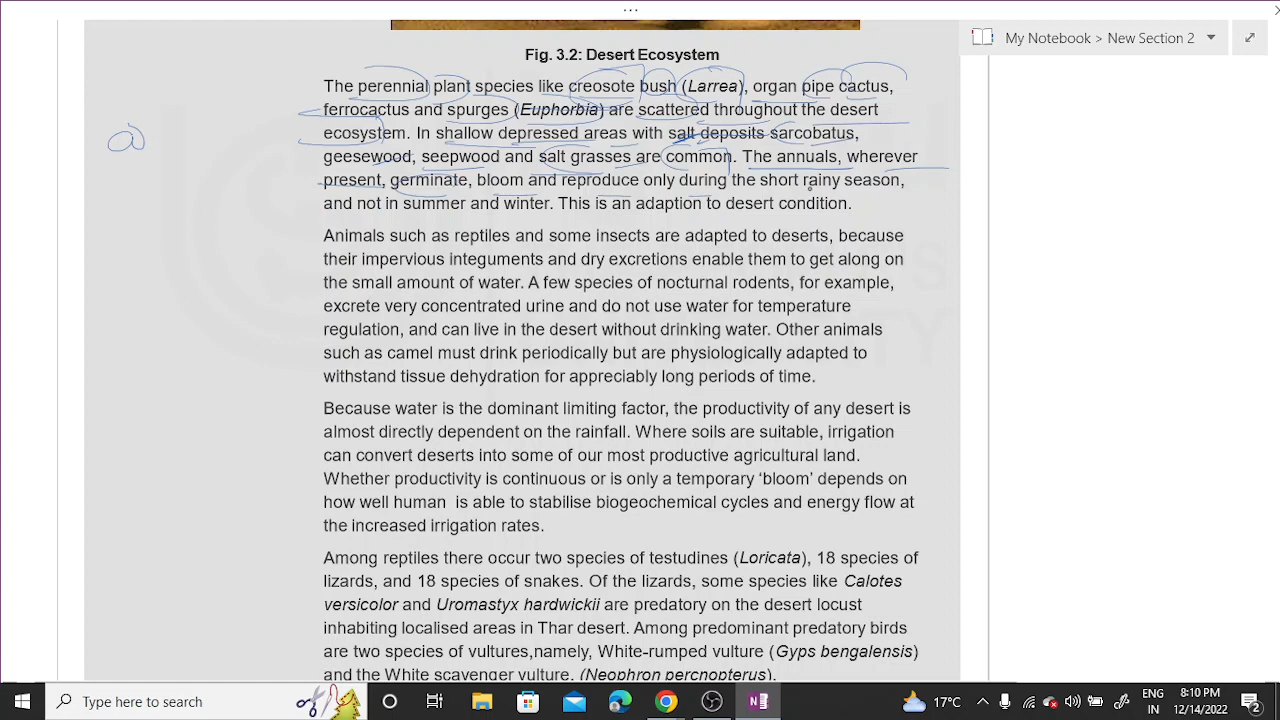 ...
My Notebook > New Section 2
Fig. 3.2: Desert Ecosystem
The perennial plant species like creosote bush (Larrea), organ pipe cactus,
ferrocactus and spurges (Euphorbia) are scattered throughout the desert
ecosystem. In shallow depressed areas with salt deposits sarcobatus,
geesewood, seepwood and salt grasses are common. The annuals, wherever
present, germinate, bloom and reproduce only during the short rainy season,
and not in summer and winter. This is an adaption to desert condition.
a)
Animals such as reptiles and some insects are adapted to deserts, because
their impervious integuments and dry excretions enable them to get along on
the small amount of water. A few species of nocturnal rodents, for example,
excrete very concentrated urine and do not use water for temperature
regulation, and can live in the desert without drinking water. Other animals
such as camel must drink periodically but are physiologically adapted to
withstand tissue dehydration for appreciably long periods of time.
Because water is the dominant limiting factor, the productivity of any desert is
almost directly dependent on the rainfall. Where soils are suitable, irrigation
can convert deserts into some of our most productive agricultural land.
Whether productivity is continuous or is only a temporary ‘bloom’ depends on
how well human is able to stabilise biogeochemical cycles and energy flow at
the increased irrigation rates.
Among reptiles there occur two species of testudines (Loricata), 18 species of
lizards, and 18 species of snakes. Of the lizards, some species like Calotes
versicolor and Uromastyx hardwickii are predatory on the desert locust
inhabiting localised areas in Thar desert. Among predominant predatory birds
are two species of vultures,namely, White-rumped vulture (Gyps bengalensis)
and the White scavenger vulture, (Neophron percnopterus).
Type here to search
17°C
ENG
IN
8:10 PM
12/14/2022
2